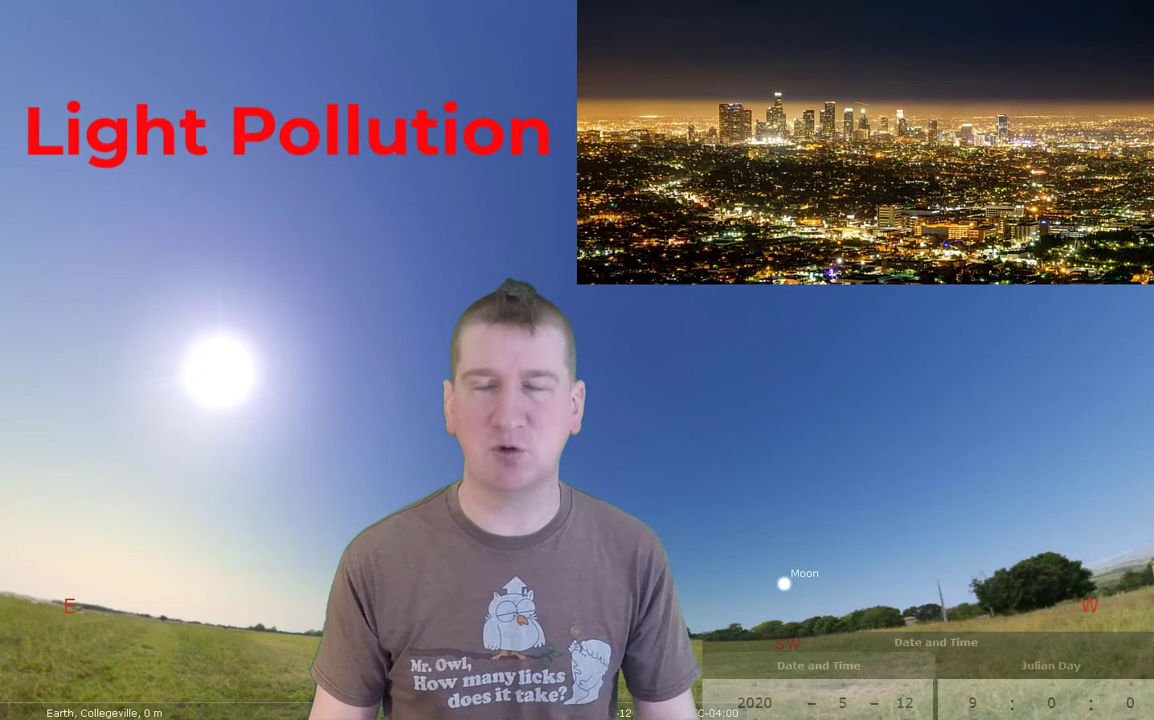 Light Pollution
Moon
E
W
SW
Mr. Owl,
How many licks
does it take?
Date and Time
Date and Time
Julian Day
2020 - 5 - 12
9 : 0 : 0
Earth, Collegeville, 0 m
-12
C-04:00